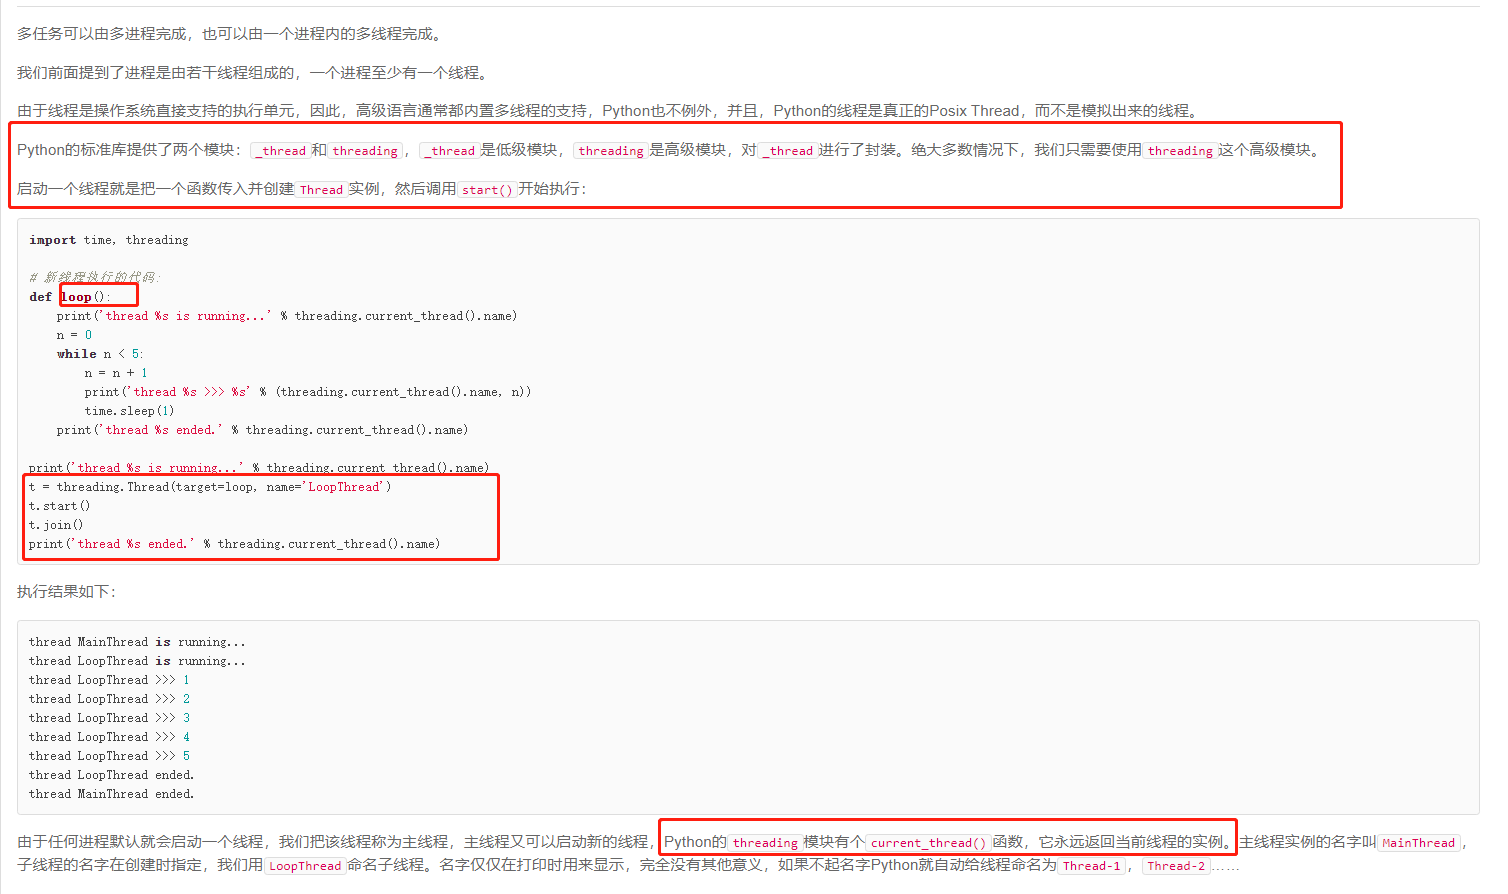 多任务可以由多进程完成，也可以由一个进程内的多线程完成。
我们前面提到了进程是由若干线程组成的，一个进程至少有一个线程。
由于线程是操作系统直接支持的执行单元，因此，高级语言通常都内置多线程的支持，Python也不例外，并且，Python的线程是真正的Posix Thread，而不是模拟出来的线程。
Python的标准库提供了两个模块：_thread和threading，_thread是低级模块，threading是高级模块，对_thread进行了封装。绝大多数情况下，我们只需要使用threading这个高级模块。
启动一个线程就是把一个函数传入并创建Thread实例，然后调用start()开始执行：
import time, threading
# 新线程执行的代码:
def loop():
    print('thread %s is running...' % threading.current_thread().name)
    n = 0
    while n < 5:
        n = n + 1
        print('thread %s >>> %s' % (threading.current_thread().name, n))
        time.sleep(1)
    print('thread %s ended.' % threading.current_thread().name)
print('thread %s is running...' % threading.current_thread().name)
t = threading.Thread(target=loop, name='LoopThread')
t.start()
t.join()
print('thread %s ended.' % threading.current_thread().name)
执行结果如下：
thread MainThread is running...
thread LoopThread is running...
thread LoopThread >>> 1
thread LoopThread >>> 2
thread LoopThread >>> 3
thread LoopThread >>> 4
thread LoopThread >>> 5
thread LoopThread ended.
thread MainThread ended.
由于任何进程默认就会启动一个线程，我们把该线程称为主线程，主线程又可以启动新的线程，Python的threading模块有个current_thread()函数，它永远返回当前线程的实例。主线程实例的名字叫MainThread，
子线程的名字在创建时指定，我们用LoopThread命名子线程。名字仅仅在打印时用来显示，完全没有其他意义，如果不起名字Python就自动给线程命名为Thread-1，Thread-2……